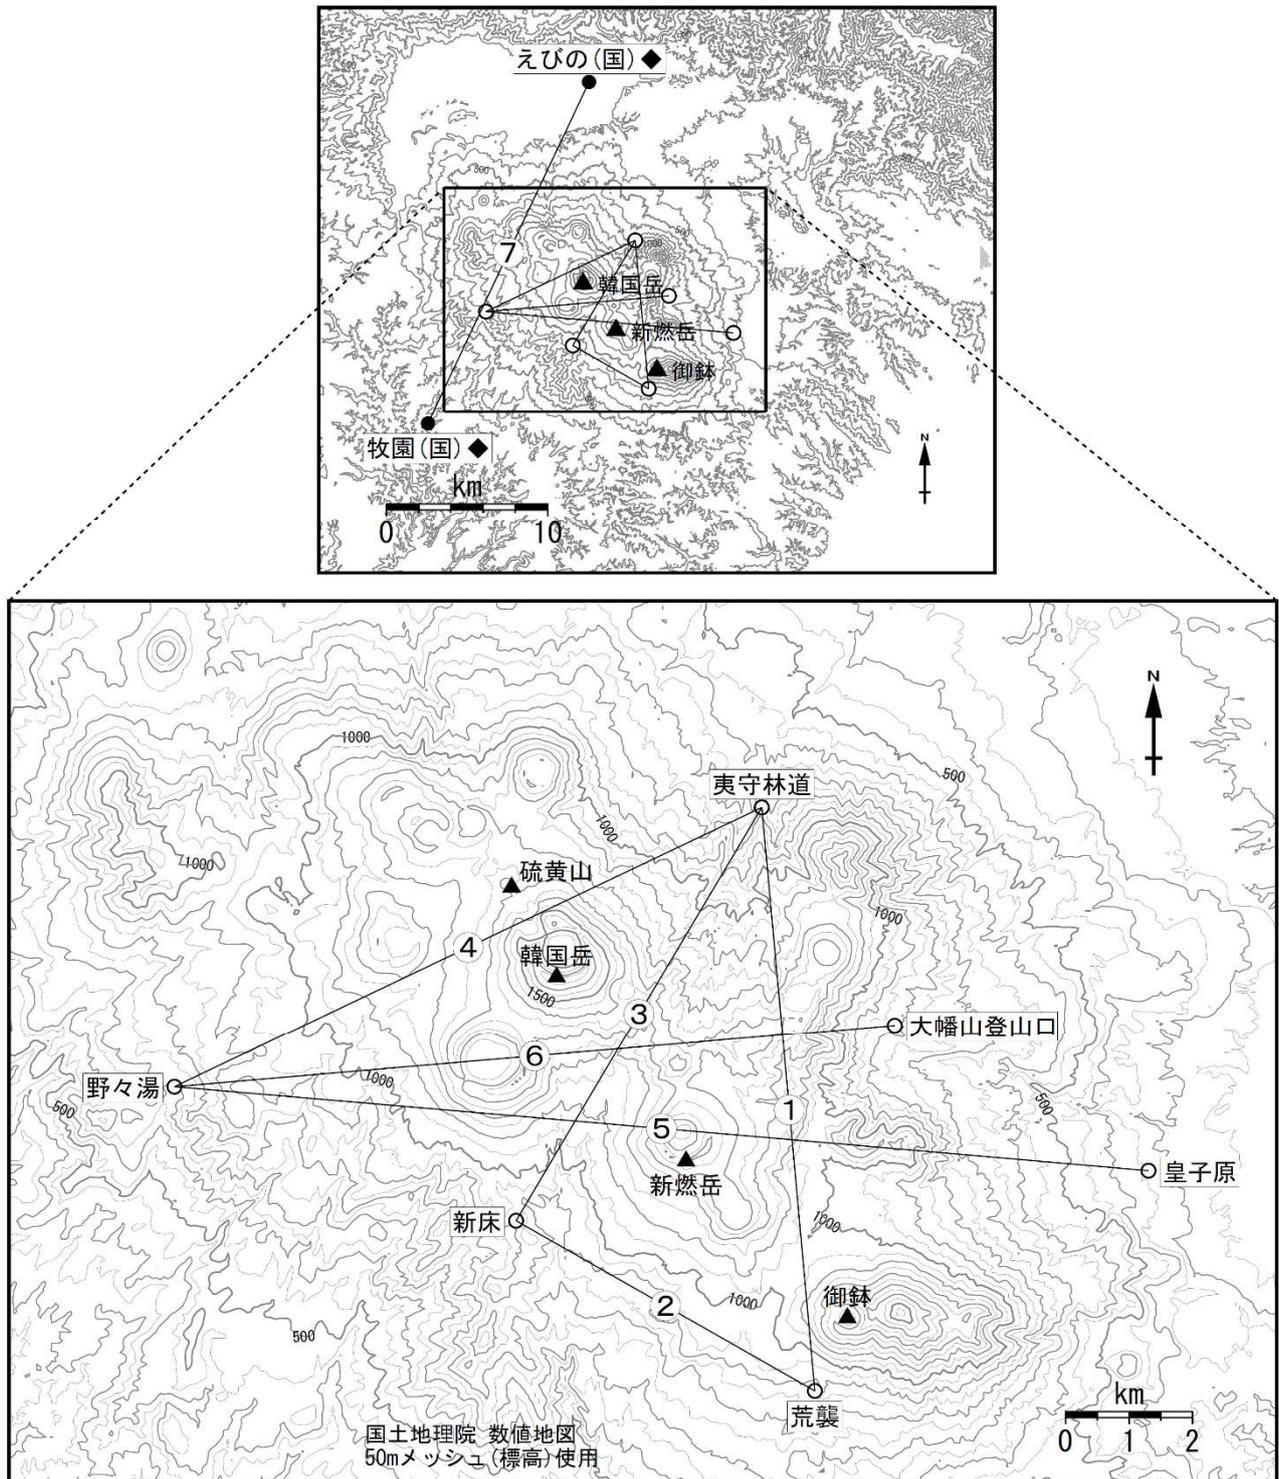 えびの(国)◆
500
7
500
1000
韓国岳
新燃岳
御鉢
牧園(国)◆
N
km
0 10
N
1000
500
夷守林道
1000
1000
硫黄山
1000
4
韓国岳
1500
3
大幡山登山口
6
野々湯
1000
500
1
500
5
皇子原
新燃岳
新床
1000
1000
御鉢
2
500
荒襲
km
0 1 2
国土地理院 数値地図
50mメッシュ(標高)使用